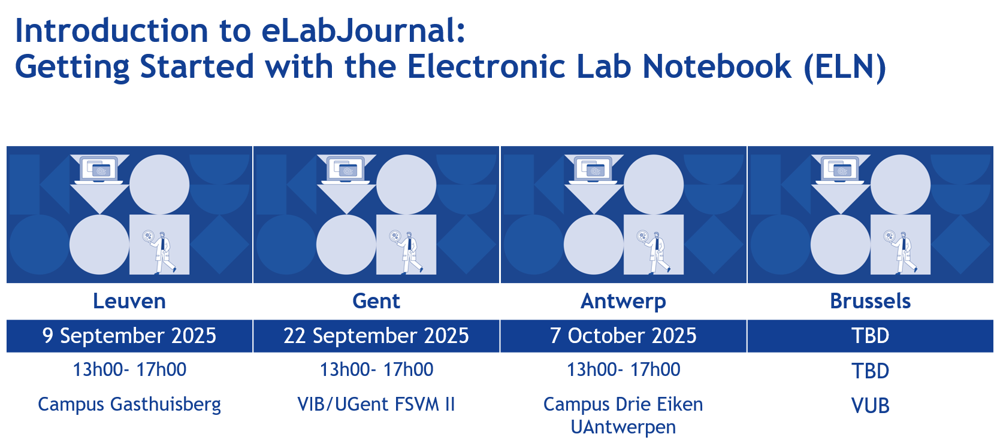 Introduction to eLabJournal:
Getting Started with the Electronic Lab Notebook (ELN)
Leuven
Gent
Antwerp
Brussels
9 September 2025
22 September 2025
7 October 2025
TBD
13h00- 17h00
13h00- 17h00
13h00- 17h00
TBD
Campus Gasthuisberg
VIB/UGent FSVM II
Campus Drie Eiken
UAntwerpen
VUB